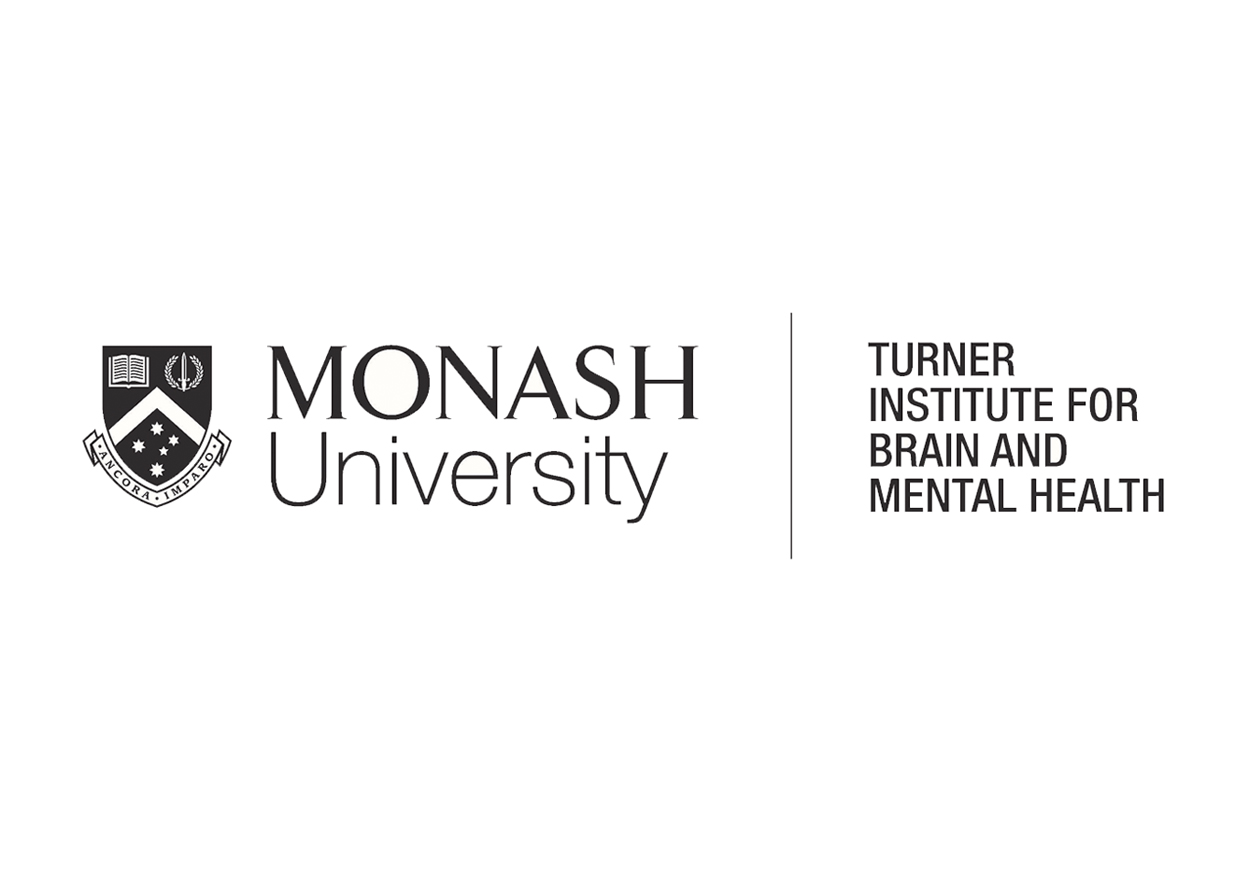 MONASH
University
ANCORA · IMPARO
TURNER
INSTITUTE FOR
BRAIN AND
MENTAL HEALTH